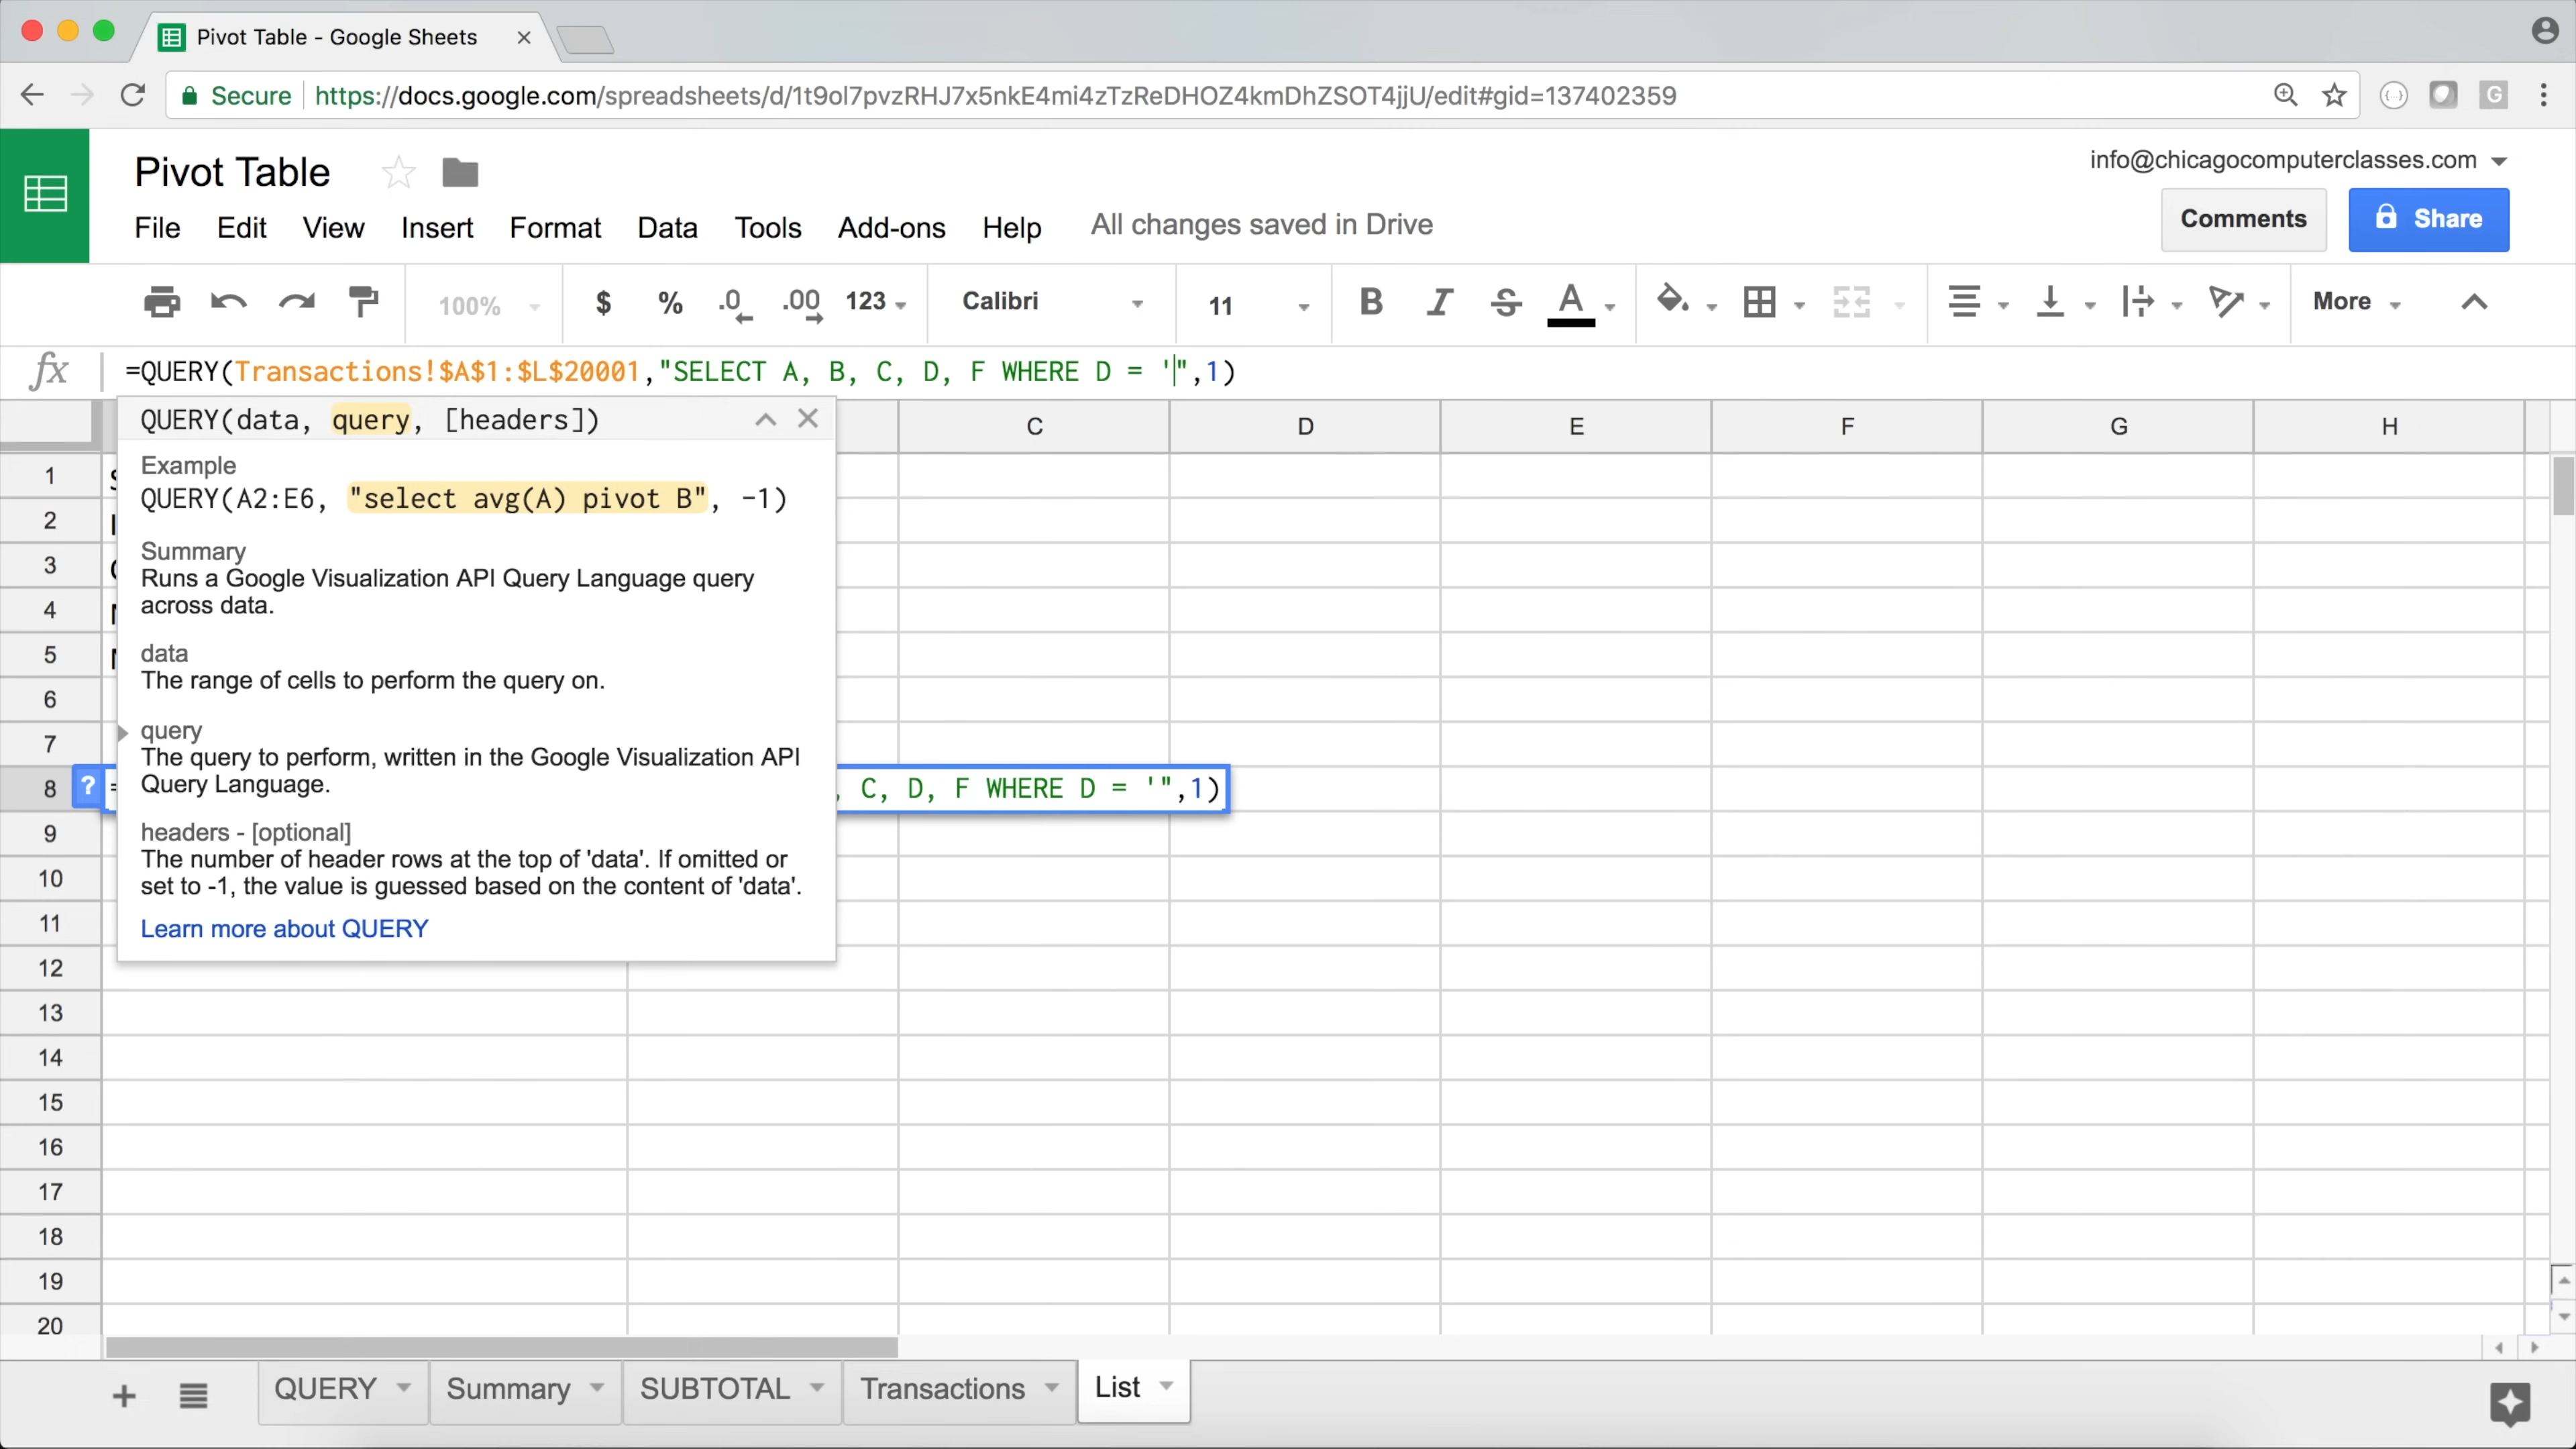 Pivot Table - Google Sheets
Secure https://docs.google.com/spreadsheets/d/1t9ol7pvzRHJ7x5nkE4mi4zTzReDHOZ4kmDhZSOT4jjU/edit#gid=137402359
G
Pivot Table
info@chicagocomputerclasses.com
File Edit View Insert Format Data Tools Add-ons Help All changes saved in Drive
Comments Share
100% $ % .0 .00 123 Calibri 11 B I S A More
fx =QUERY(Transactions!$A$1:$L$20001,"SELECT A, B, C, D, F WHERE D = '",1)
QUERY(data, query, [headers])
C D E F G H
Example
QUERY(A2:E6, "select avg(A) pivot B", -1)
Summary
Runs a Google Visualization API Query Language query
across data.
data
The range of cells to perform the query on.
query
The query to perform, written in the Google Visualization API
Query Language.
headers - [optional]
The number of header rows at the top of 'data'. If omitted or
set to -1, the value is guessed based on the content of 'data'.
Learn more about QUERY
1
2
3
4
5
6
7
8 ? = , C, D, F WHERE D = '",1)
9
10
11
12
13
14
15
16
17
18
19
20
+ QUERY Summary SUBTOTAL Transactions List